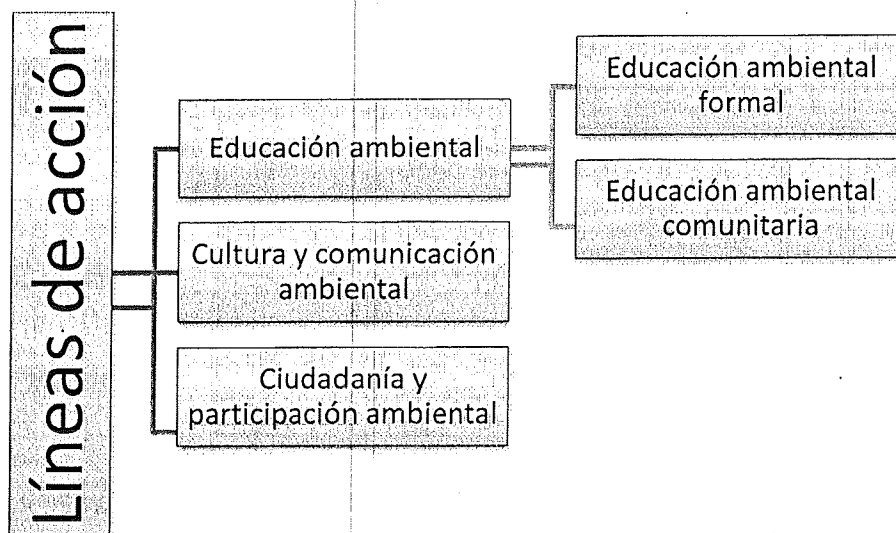 Líneas de acción
Educación ambiental
Cultura y comunicación
ambiental
Ciudadanía y
participación ambiental
Educación ambiental
formal
Educación ambiental
comunitaria